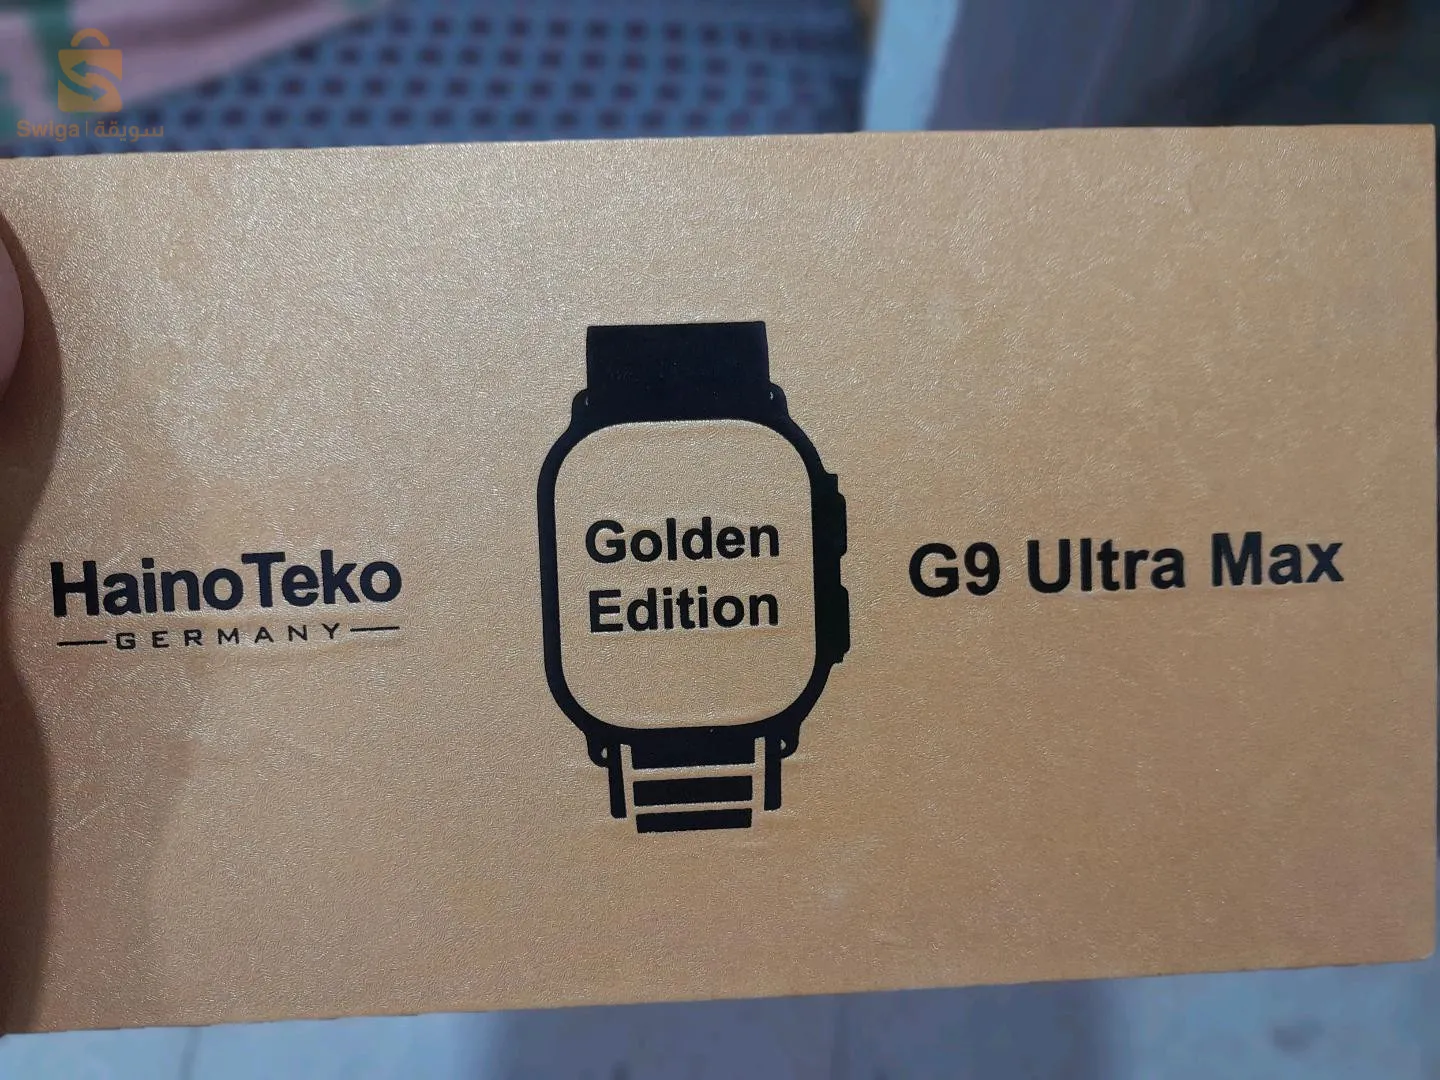 Swiga | سويقة
HainoTeko
GERMANY
Golden
Edition
G9 Ultra Max